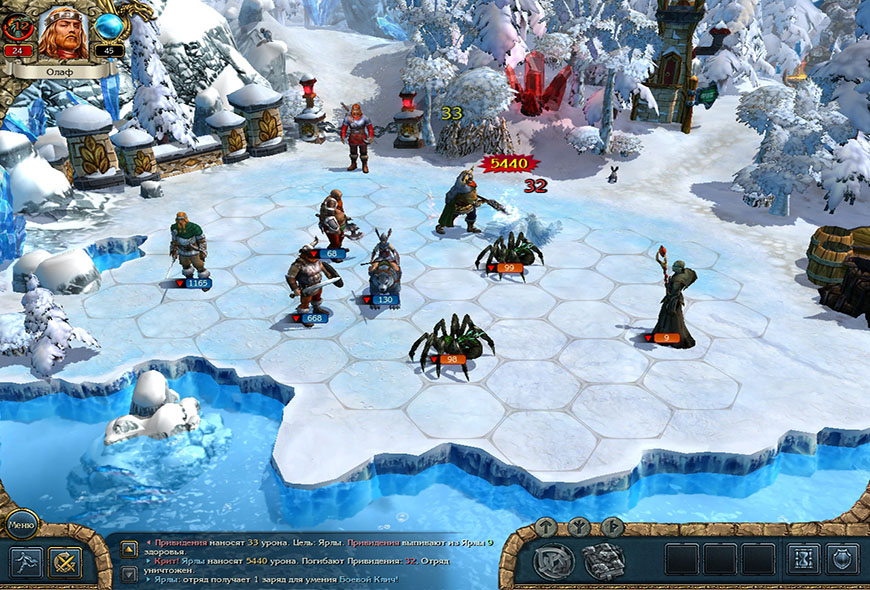 12
24
45
Олаф
33
5440
32
68
1165
130
99
668
98
9
Меню
Привидения наносят 33 урона. Цель: Ярлы. Привидения выпивают из Ярлы 0
здоровья.
Крит! Ярлы наносят 5440 урона. Погибают Привидения: 32. Отряд
уничтожен.
Ярлы: отряд получает 1 заряд для умения Боевой Клич!